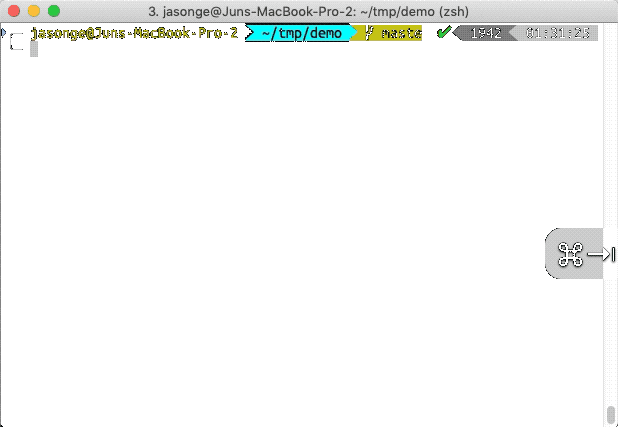 3. jasonge@Juns-MacBook-Pro-2: ~/tmp/demo (zsh)
jasonge@Juns-MacBook-Pro-2 ~/tmp/demo maste ✔ 1942 01:31:23
⌘→|